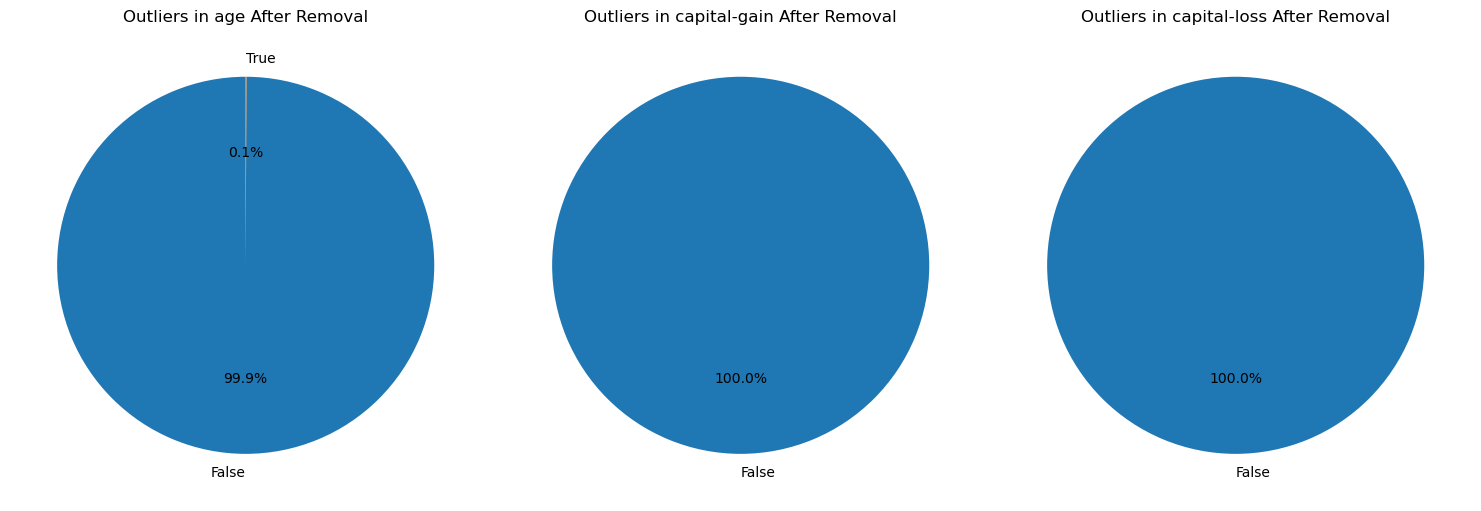 Outliers in age After Removal
True
0.1%
99.9%
False
Outliers in capital-gain After Removal
100.0%
False
Outliers in capital-loss After Removal
100.0%
False